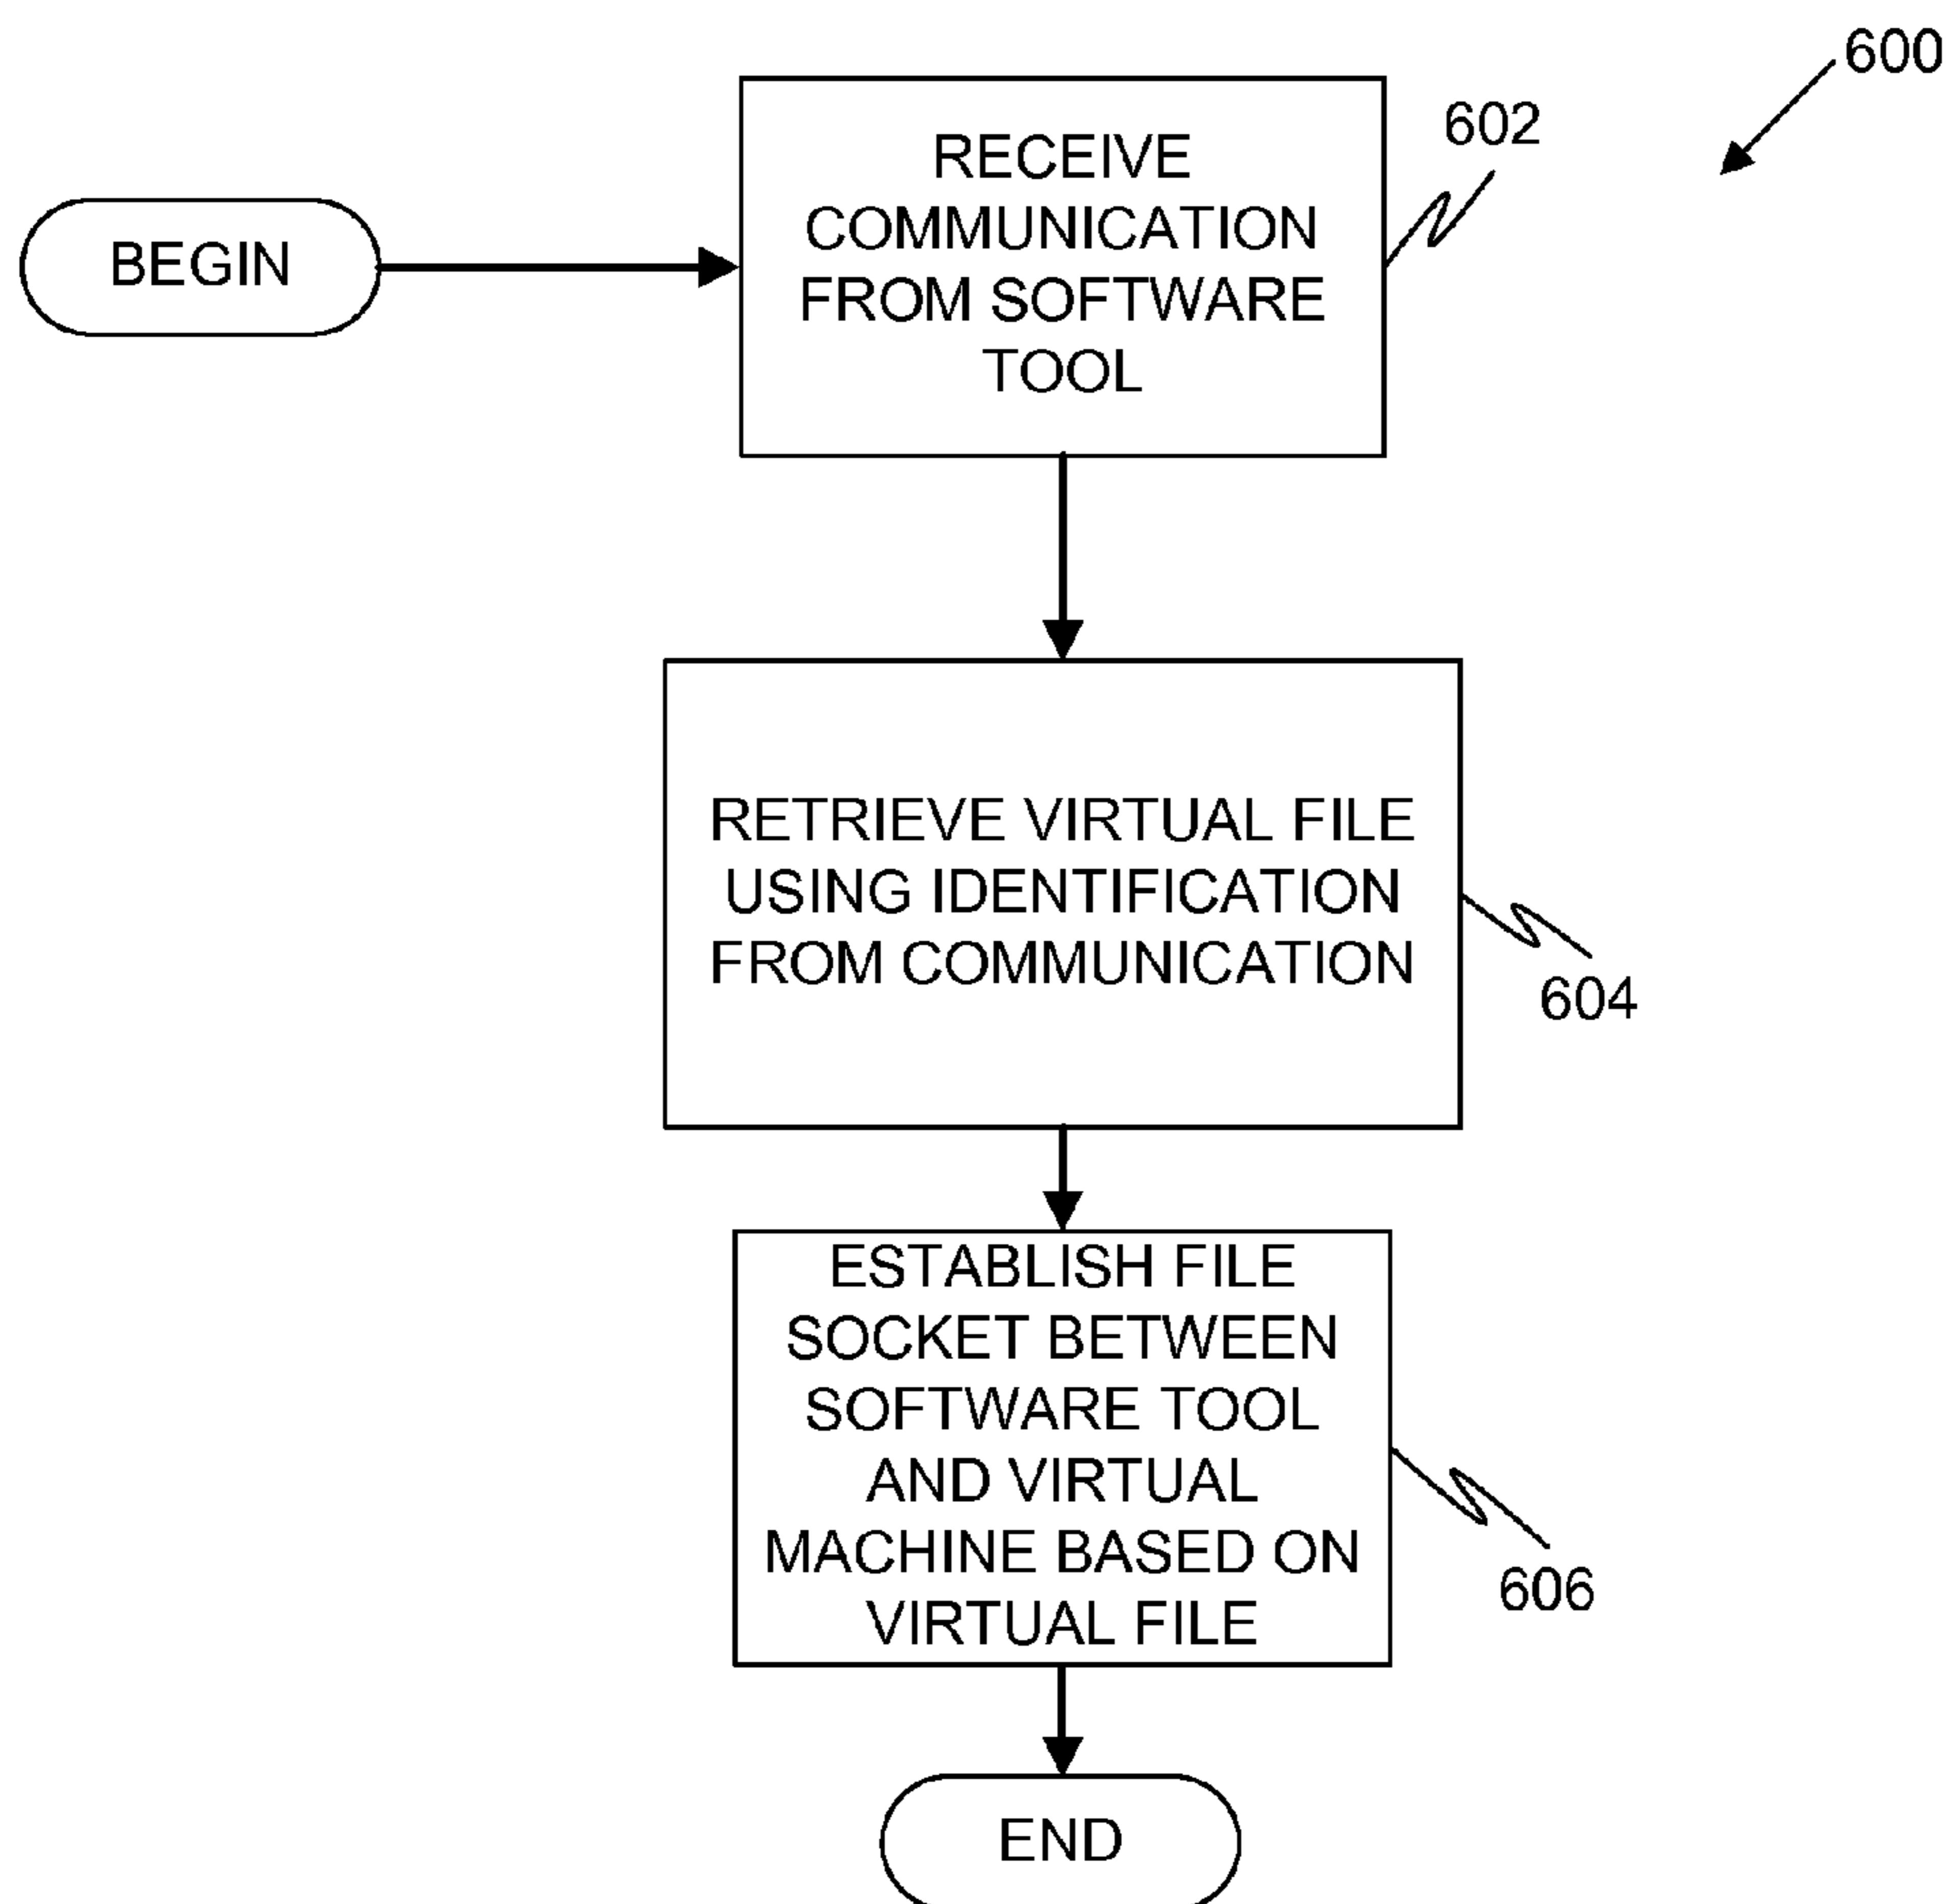 600
602
RECEIVE
COMMUNICATION
FROM SOFTWARE
TOOL
BEGIN
RETRIEVE VIRTUAL FILE
USING IDENTIFICATION
FROM COMMUNICATION
604
ESTABLISH FILE
SOCKET BETWEEN
SOFTWARE TOOL
AND VIRTUAL
MACHINE BASED ON
VIRTUAL FILE
606
END